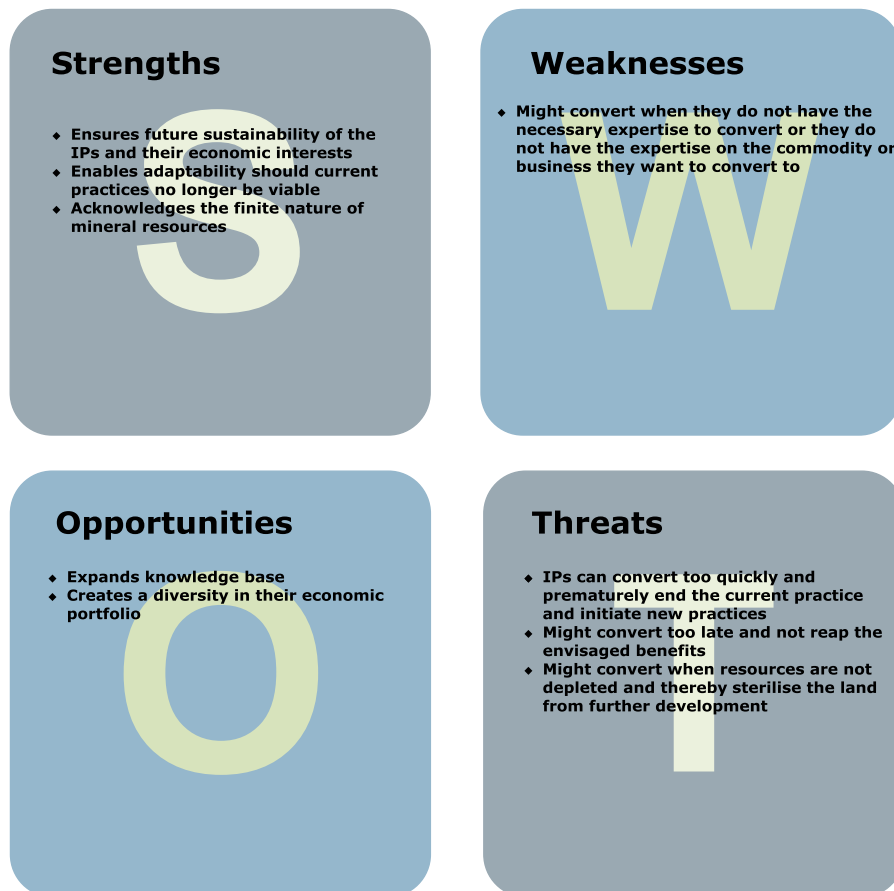 Strengths
S
◆ Ensures future sustainability of the
IPs and their economic interests
◆ Enables adaptability should current
practices no longer be viable
◆ Acknowledges the finite nature of
mineral resources
Weaknesses
W
◆ Might convert when they do not have the
necessary expertise to convert or they do
not have the expertise on the commodity or
business they want to convert to
Opportunities
O
◆ Expands knowledge base
◆ Creates a diversity in their economic
portfolio
Threats
T
◆ IPs can convert too quickly and
prematurely end the current practice
and initiate new practices
◆ Might convert too late and not reap the
envisaged benefits
◆ Might convert when resources are not
depleted and thereby sterilise the land
from further development